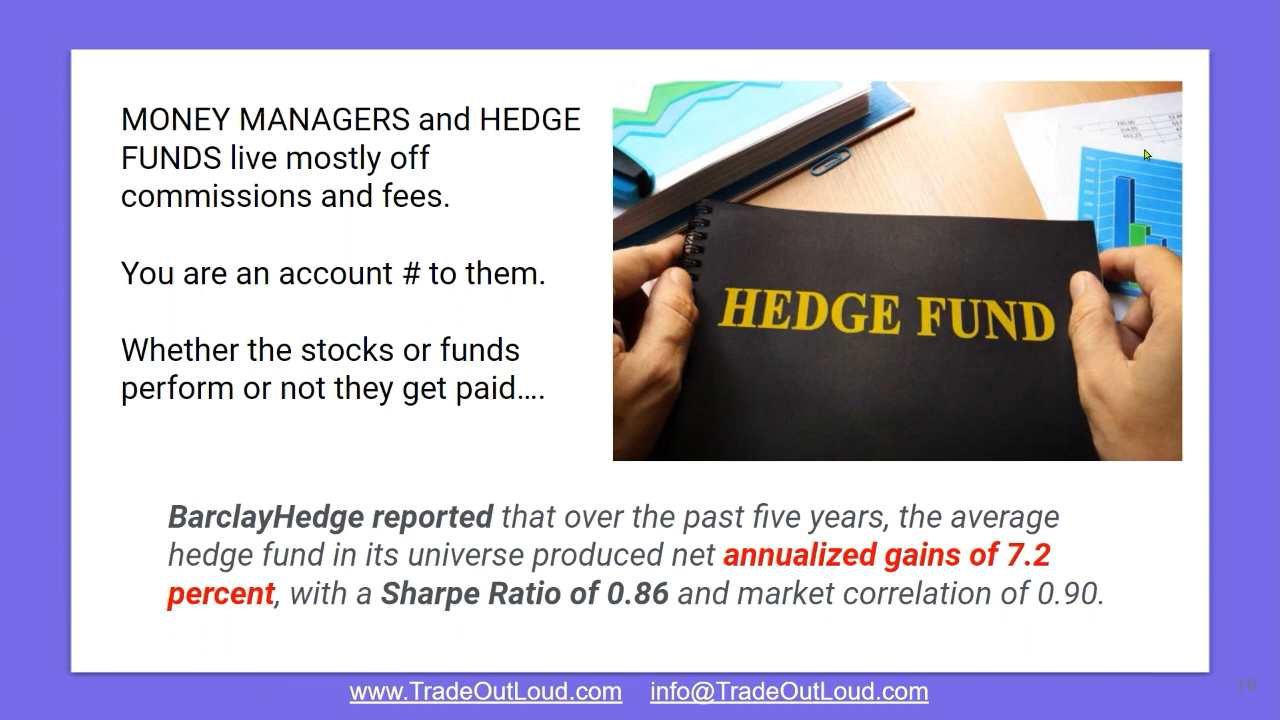 MONEY MANAGERS and HEDGE
FUNDS live mostly off
commissions and fees.
You are an account # to them.
Whether the stocks or funds
perform or not they get paid....
HEDGE FUND
BarclayHedge reported that over the past five years, the average
hedge fund in its universe produced net annualized gains of 7.2
percent, with a Sharpe Ratio of 0.86 and market correlation of 0.90.
www.TradeOutLoud.com info@TradeOutLoud.com
19